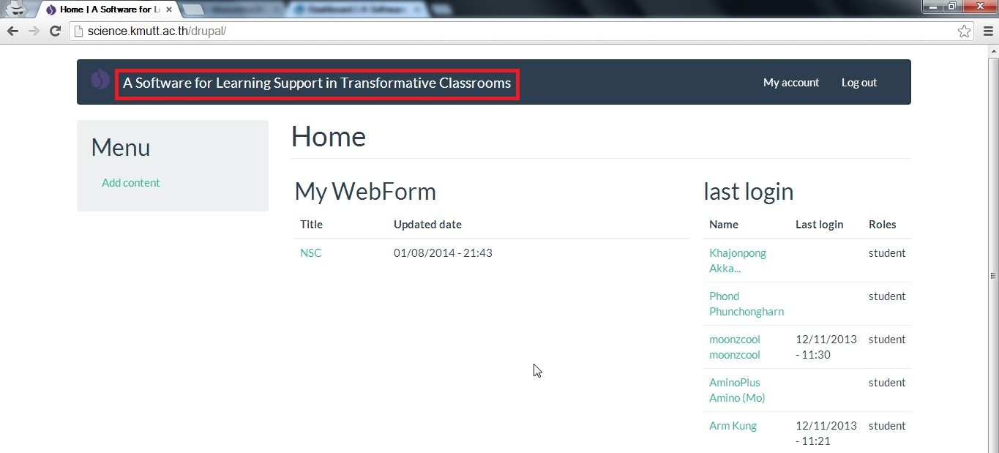 Home | A Software for L
science.kmutt.ac.th/drupal/
A Software for Learning Support in Transformative Classrooms
My account
Log out
Menu
Add content
Home
My WebForm
Title Updated date
NSC 01/08/2014 - 21:43
last login
Name Last login Roles
Khajonpong student
Akka...
Phond student
Phunchongharn
moonzcool 12/11/2013 student
moonzcool - 11:30
AminoPlus student
Amino (Mo)
Arm Kung 12/11/2013 student
- 11:21